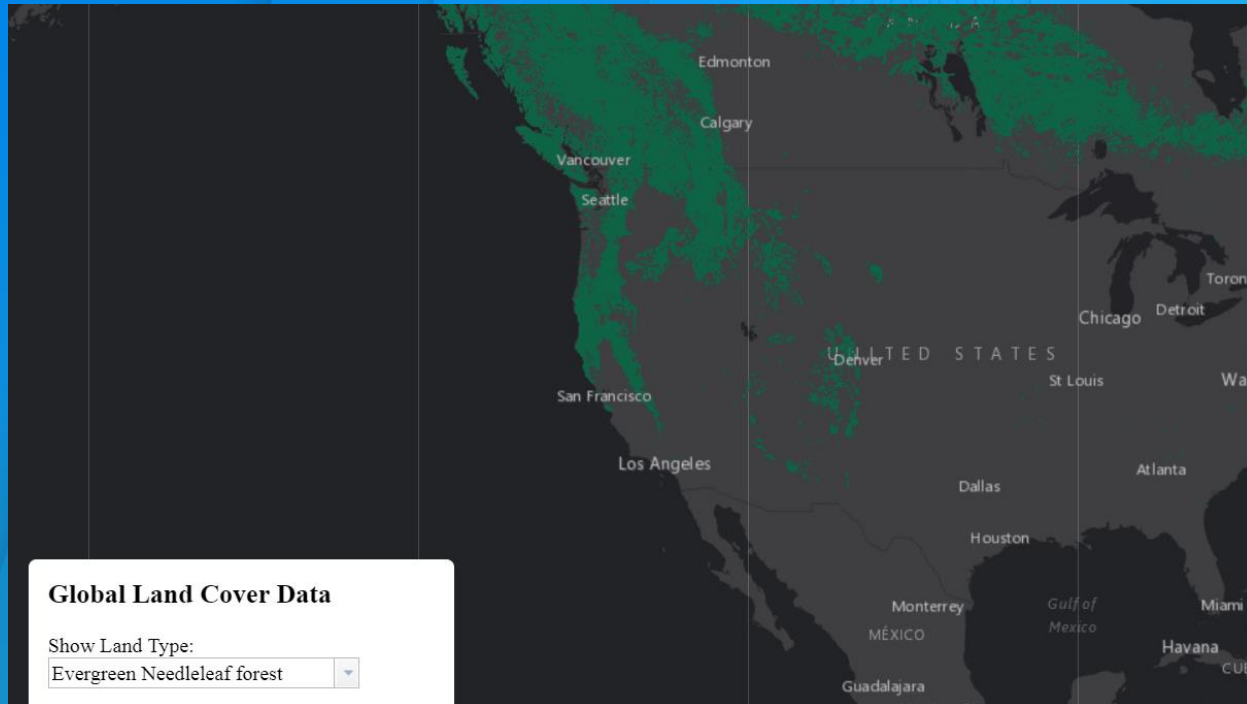 Edmonton
Calgary
Vancouver
Seattle
Toron
Chicago
Detroit
UNITED STATES
Denver
St Louis
Wa
San Francisco
Los Angeles
Atlanta
Dallas
Houston
Monterrey
Gulf of
Mexico
Miami
MÉXICO
Havana
CUB
Guadalajara
Global Land Cover Data
Show Land Type:
Evergreen Needleleaf forest